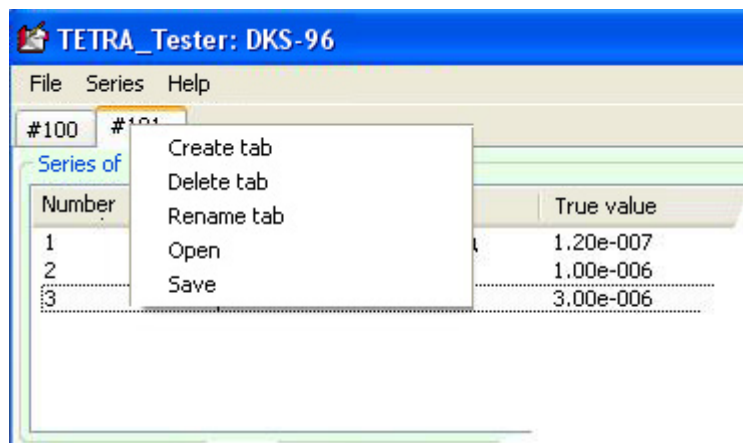 TETRA_Tester: DKS-96
File Series Help
#100 #101
Series of
Number True value
1 1.20e-007
2 1.00e-006
3 3.00e-006
Create tab
Delete tab
Rename tab
Open
Save